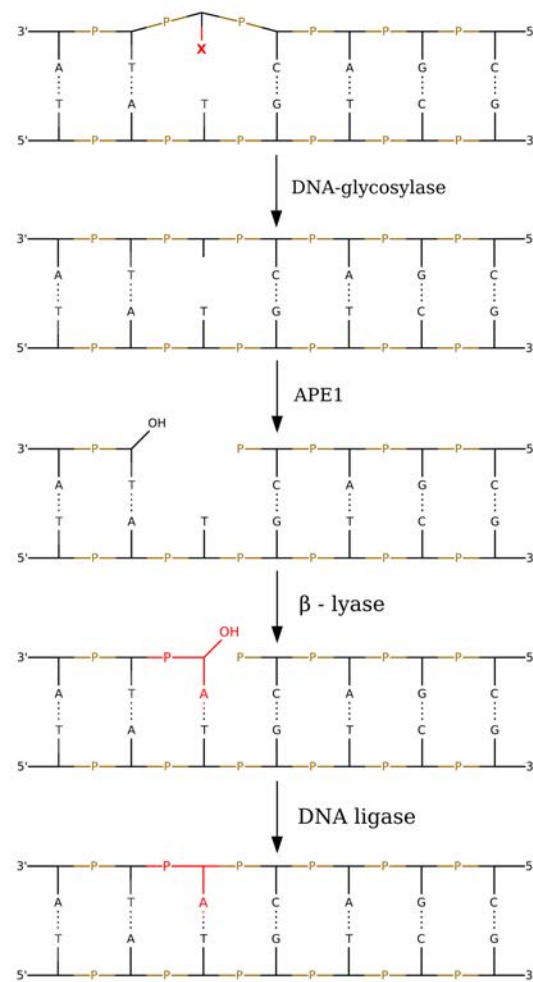 3' P P P P P P 5
X
A T C A G C
T A T G T C G
5' P P P P P P 3
DNA-glycosylase
3' P P P P P P 5
A T C A G C
T A T G T C G
5' P P P P P P 3
APE1
OH
3' P P P P P 5
A T C A G C
T A T G T C G
5' P P P P P P 3
β - lyase
OH
3' P P P P P P 5
A T A C A G C
T A T G T C G
5' P P P P P P 3
DNA ligase
3' P P P P P P 5
A T A C A G C
T A T G T C G
5' P P P P P P 3